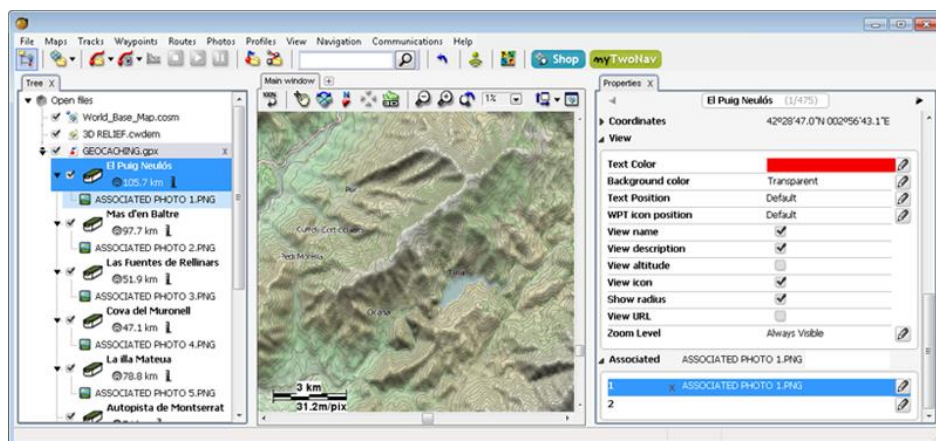 File Maps Tracks Waypoints Routes Photos Profiles View Navigation Communications Help
Shop
myTwoNav
Tree X
Open files
World_Base_Map.cosm
3D RELIEF.cwdem
GEOCACHING.gpx x
El Puig Neulós
105.7 km
ASSOCIATED PHOTO 1.PNG
Mas d'en Baltre
97.7 km
ASSOCIATED PHOTO 2.PNG
Las Fuentes de Rellinars
51.9 km
ASSOCIATED PHOTO 3.PNG
Cova del Muronell
47.1 km
ASSOCIATED PHOTO 4.PNG
La illa Mateua
78.8 km
ASSOCIATED PHOTO 5.PNG
Autopista de Montserrat
Main window
100%
1%
3 km
31.2m/pix
Properties X
El Puig Neulós (1/475)
Coordinates 42º28'47.0"N 002º56'43.1"E
View
Text Color
Background color Transparent
Text Position Default
WPT icon position Default
View name
View description
View altitude
View icon
Show radius
View URL
Zoom Level Always Visible
Associated ASSOCIATED PHOTO 1.PNG
1 x ASSOCIATED PHOTO 1.PNG
2